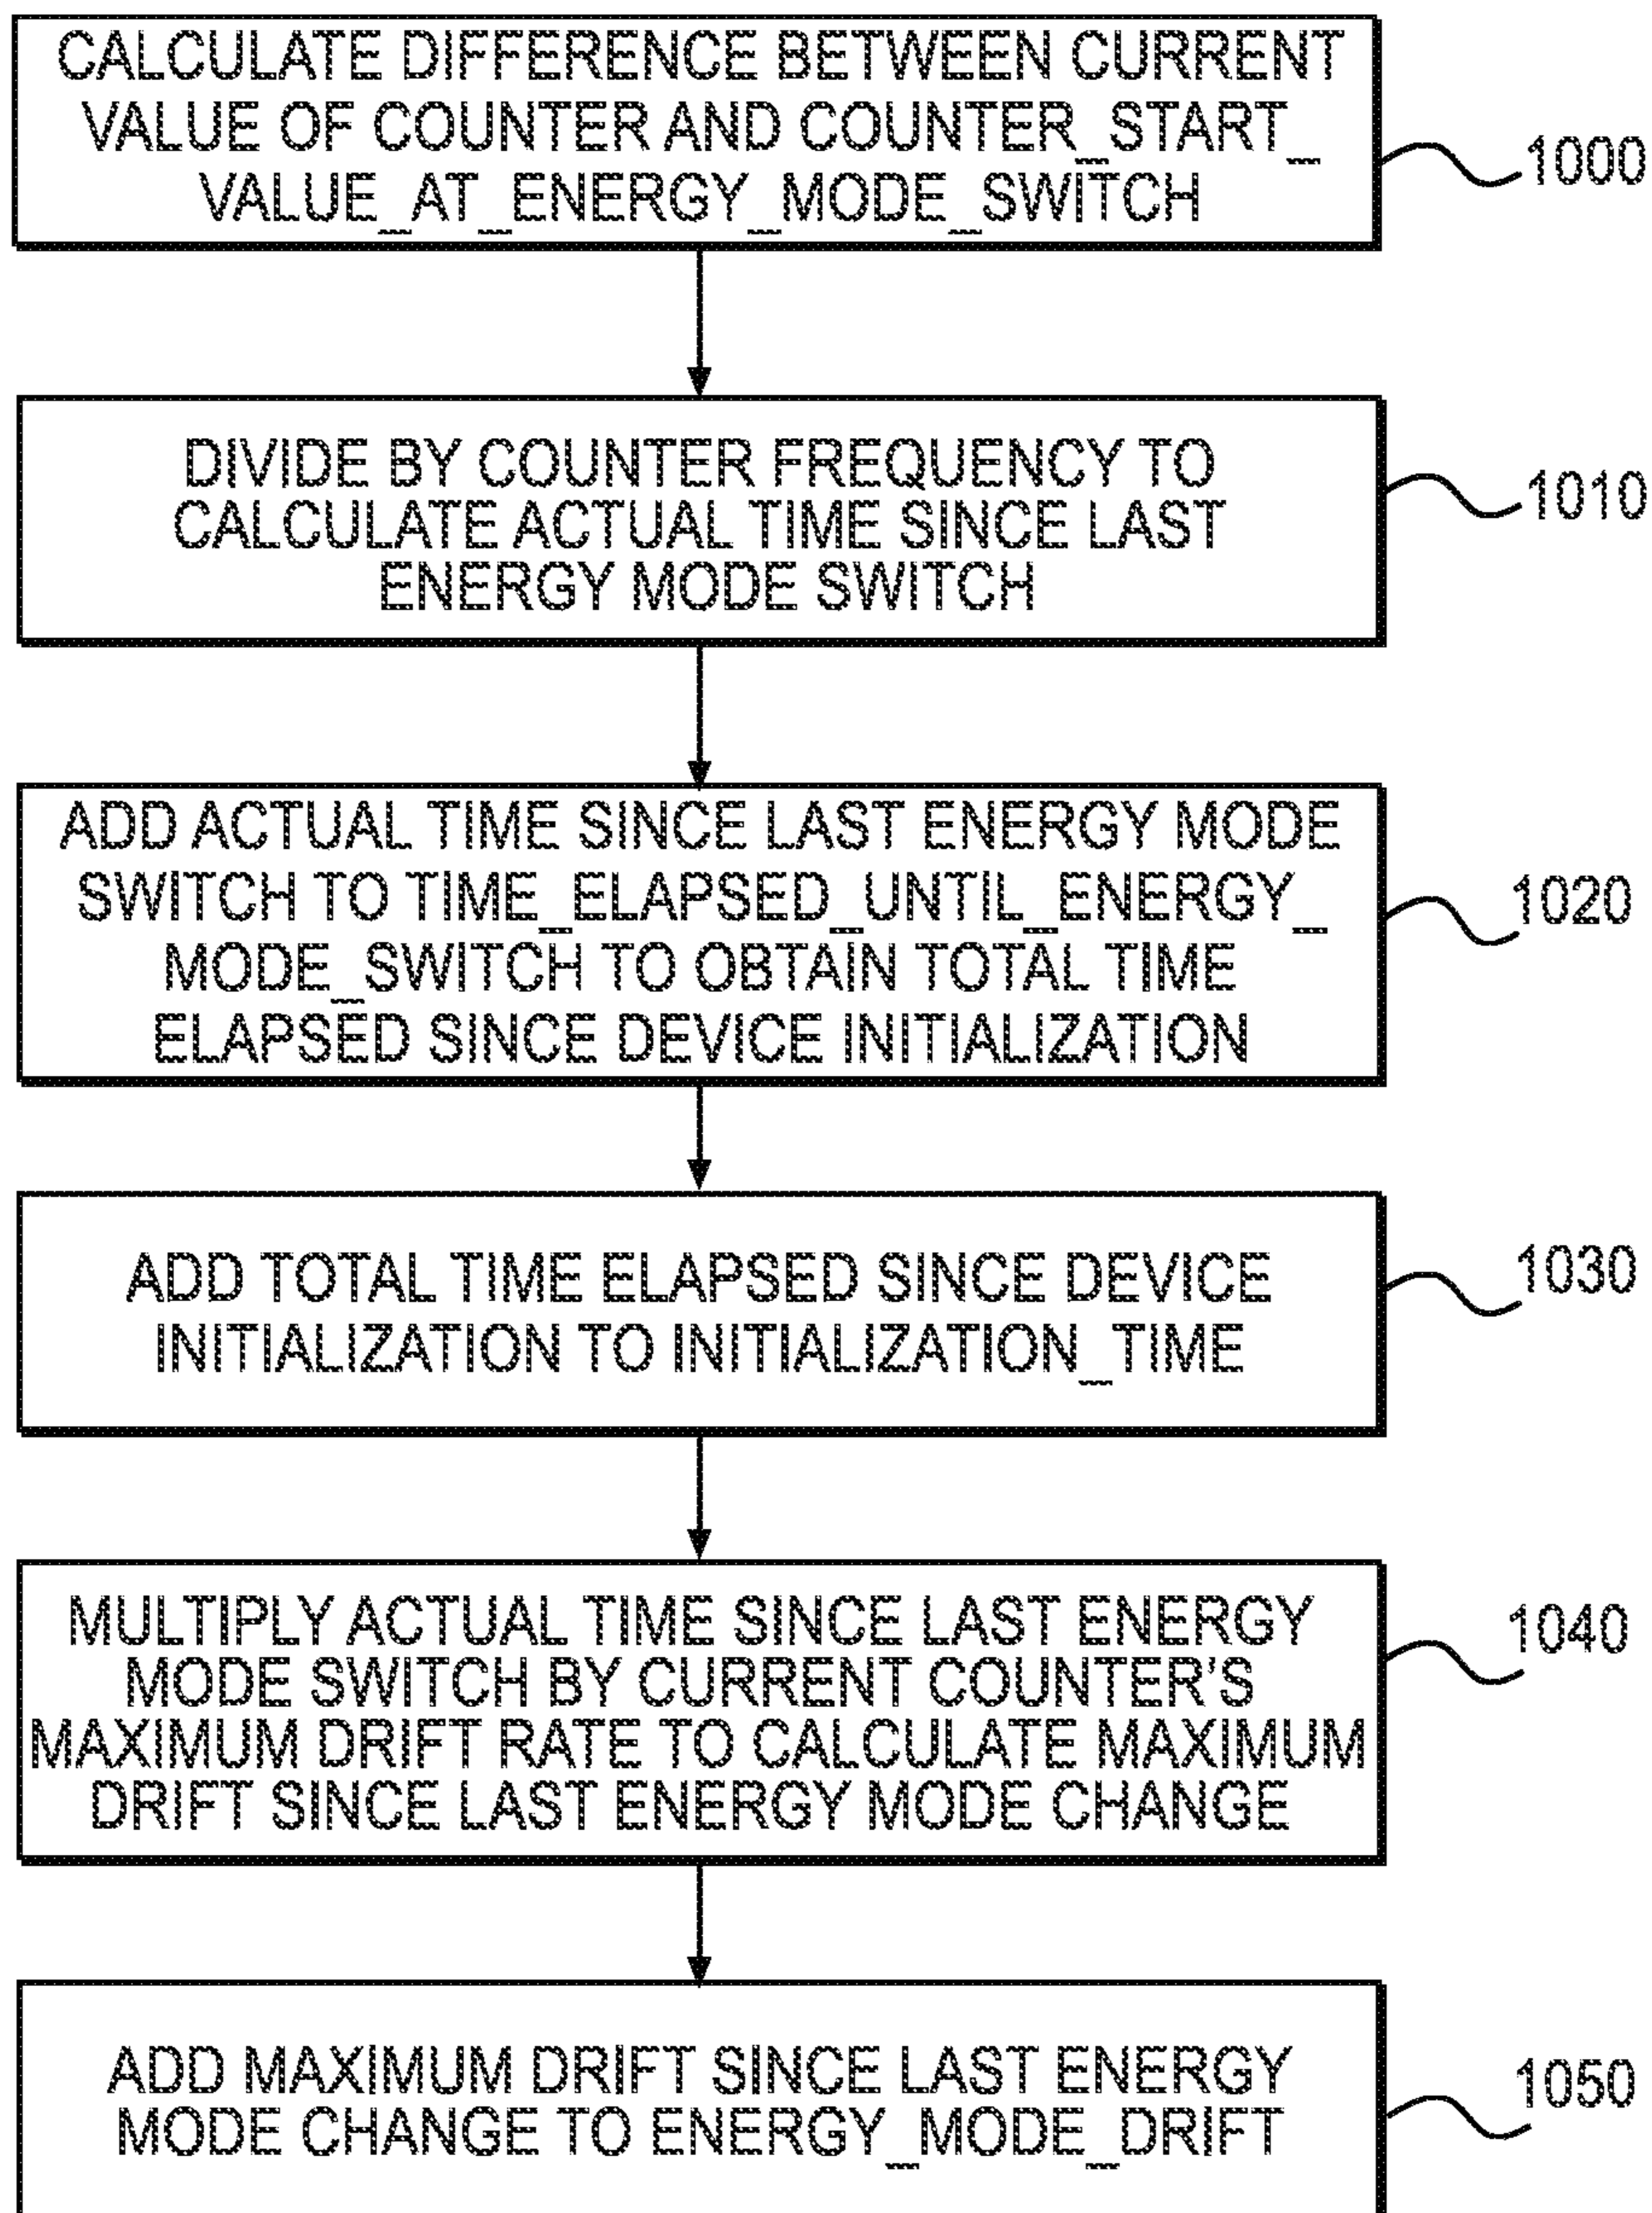 CALCULATE DIFFERENCE BETWEEN CURRENT
VALUE OF COUNTER AND COUNTER_START_
VALUE_AT_ENERGY_MODE_SWITCH
1000
DIVIDE BY COUNTER FREQUENCY TO
CALCULATE ACTUAL TIME SINCE LAST
ENERGY MODE SWITCH
1010
ADD ACTUAL TIME SINCE LAST ENERGY MODE
SWITCH TO TIME_ELAPSED_UNTIL_ENERGY_
MODE_SWITCH TO OBTAIN TOTAL TIME
ELAPSED SINCE DEVICE INITIALIZATION
1020
ADD TOTAL TIME ELAPSED SINCE DEVICE
INITIALIZATION TO INITIALIZATION_TIME
1030
MULTIPLY ACTUAL TIME SINCE LAST ENERGY
MODE SWITCH BY CURRENT COUNTER'S
MAXIMUM DRIFT RATE TO CALCULATE MAXIMUM
DRIFT SINCE LAST ENERGY MODE CHANGE
1040
ADD MAXIMUM DRIFT SINCE LAST ENERGY
MODE CHANGE TO ENERGY_MODE_DRIFT
1050